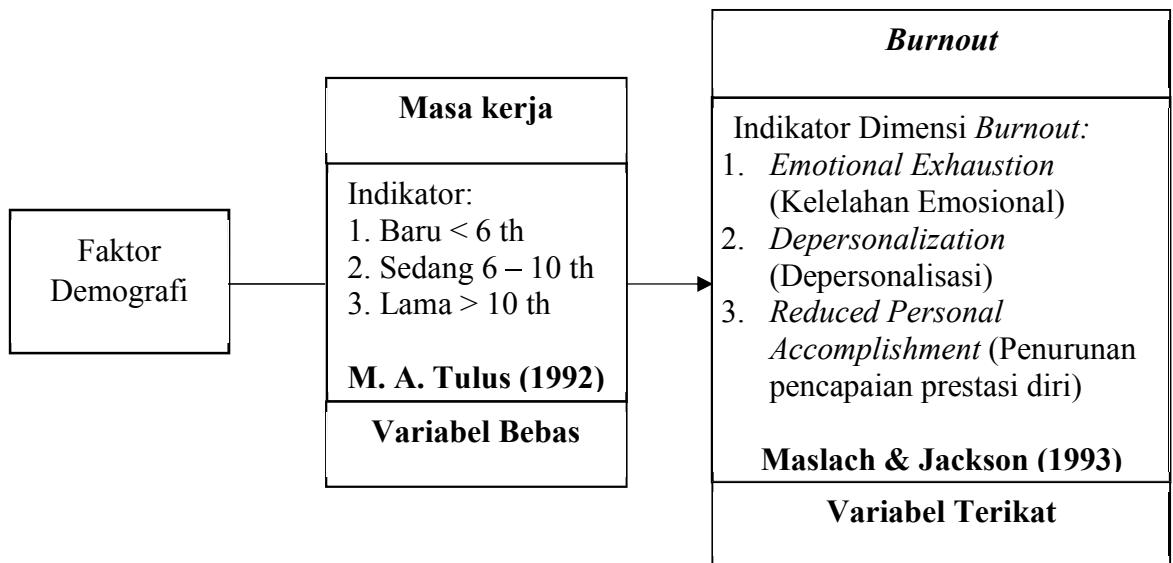 Faktor
Demografi
Masa kerja
Indikator:
1. Baru < 6 th
2. Sedang 6 – 10 th
3. Lama > 10 th
M. A. Tulus (1992)
Variabel Bebas
Burnout
Indikator Dimensi Burnout:
1. Emotional Exhaustion
(Kelelahan Emosional)
2. Depersonalization
(Depersonalisasi)
3. Reduced Personal
Accomplishment (Penurunan
pencapaian prestasi diri)
Maslach & Jackson (1993)
Variabel Terikat